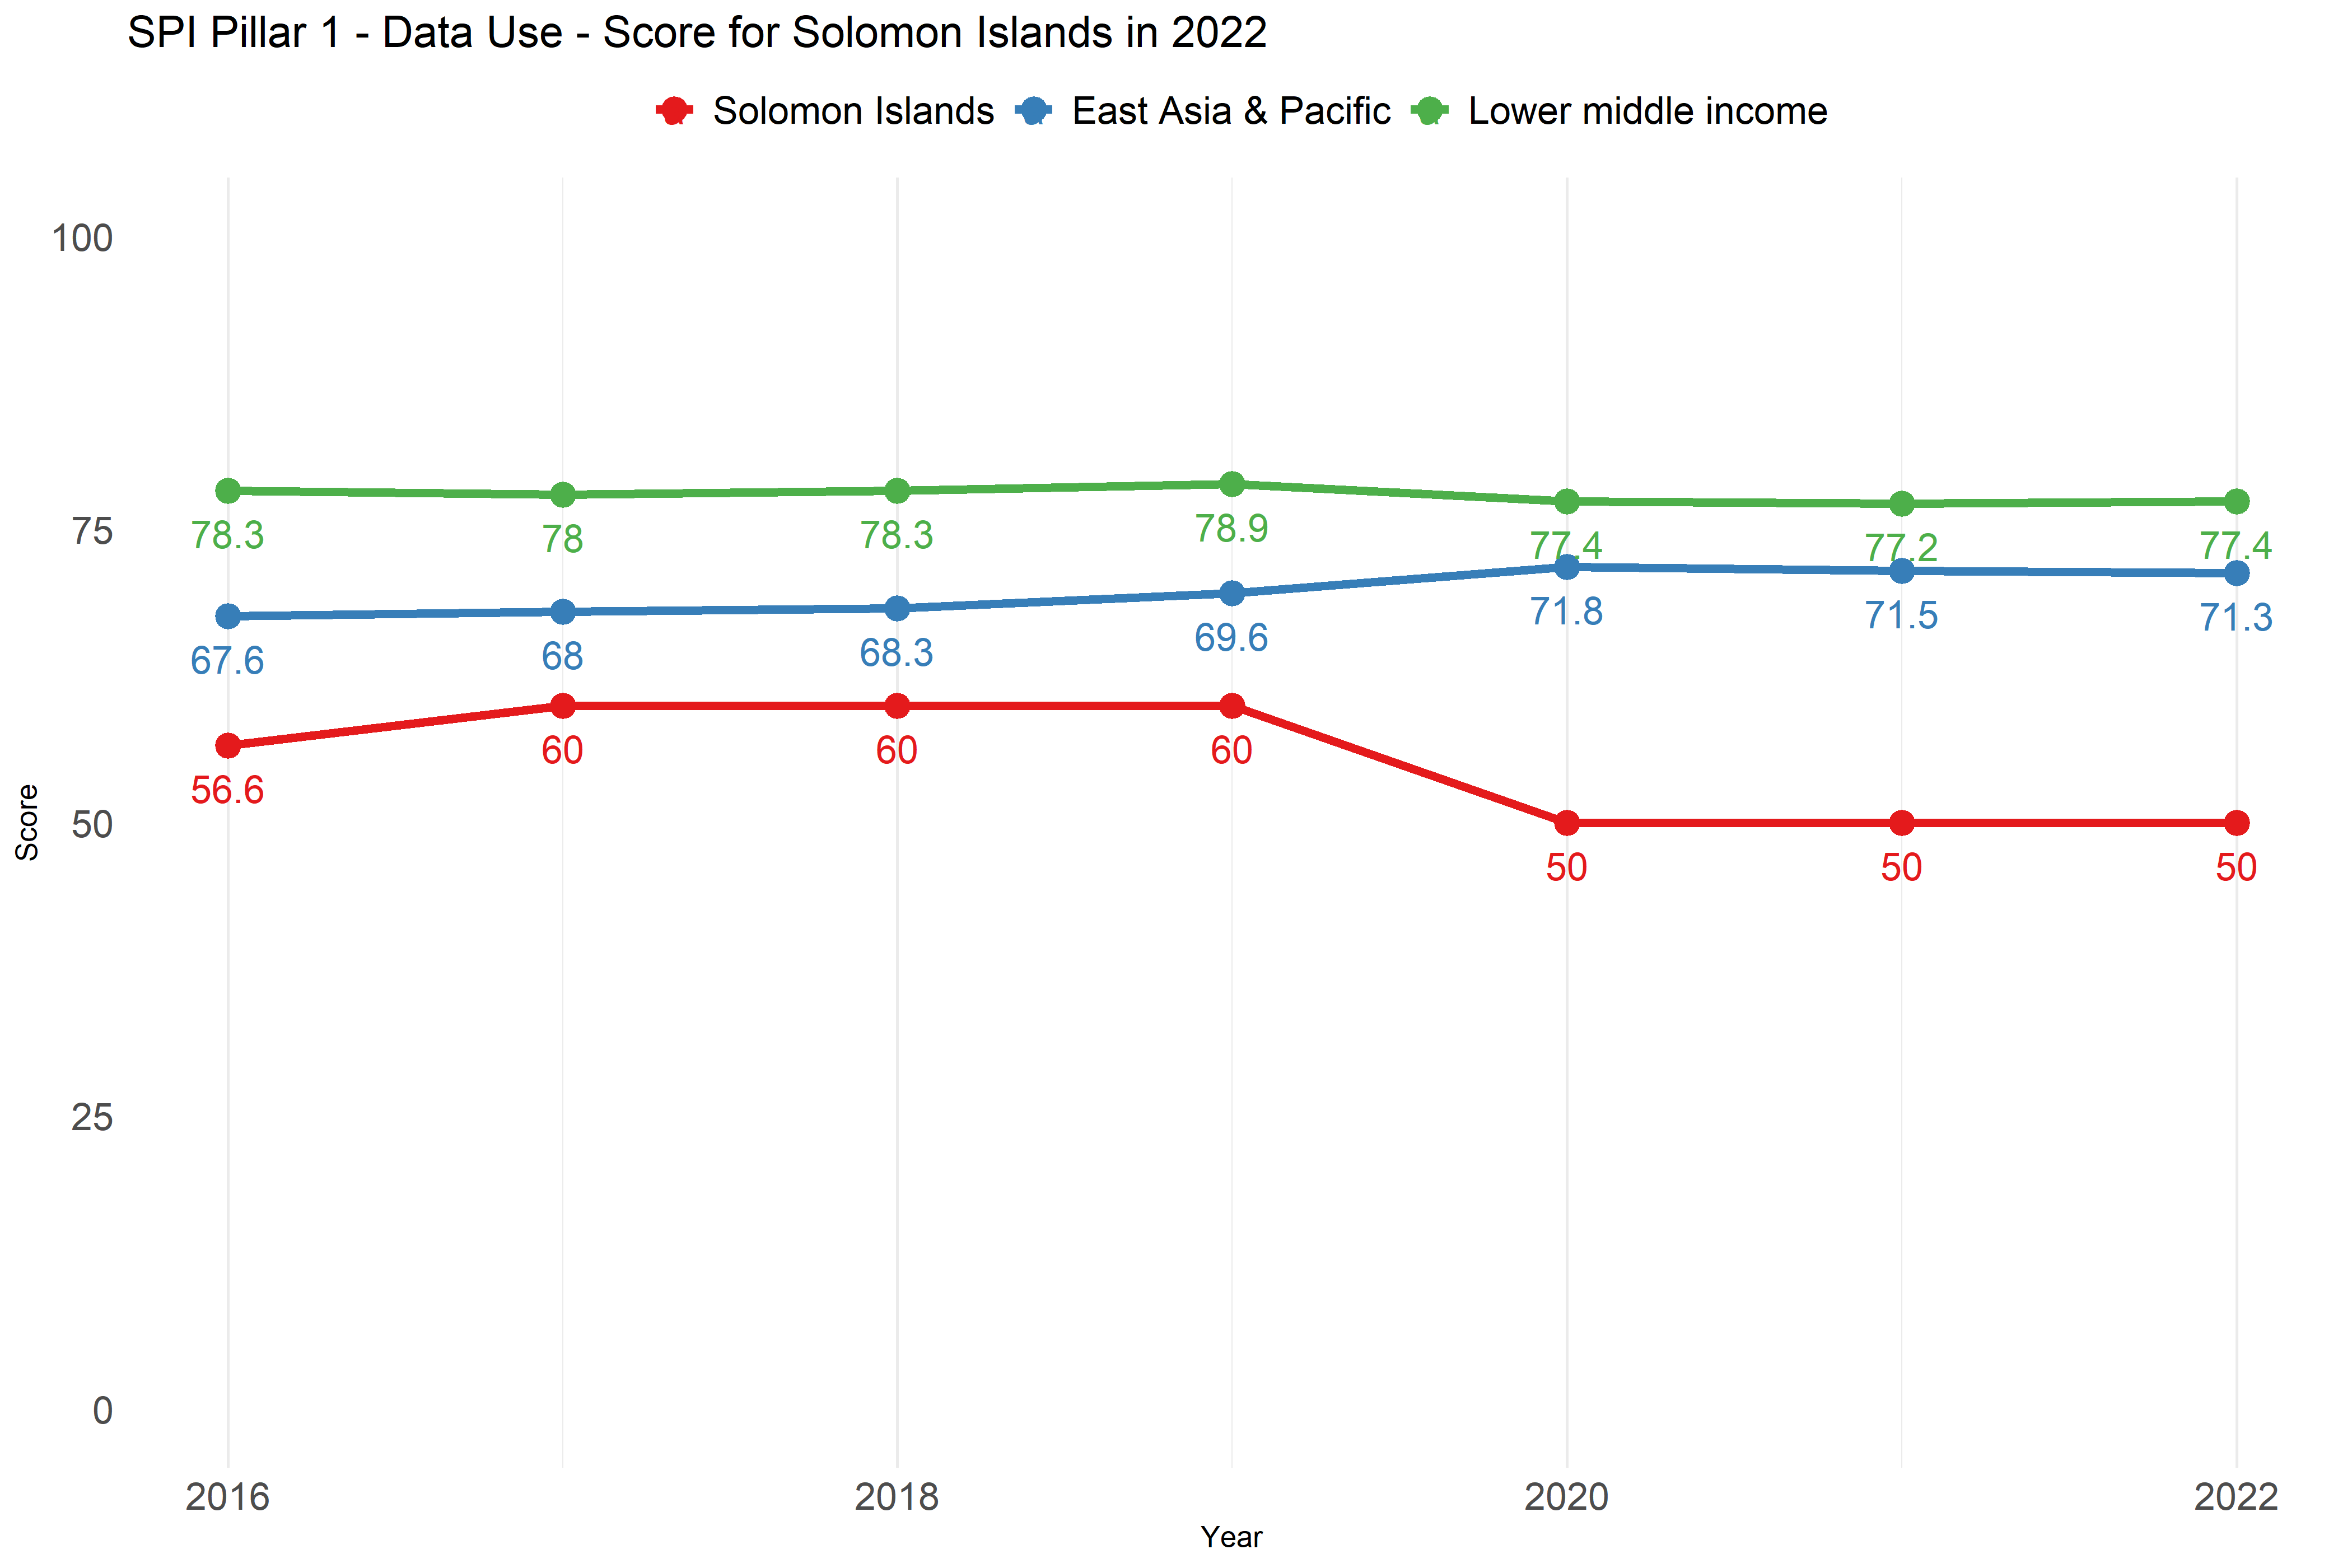 SPI Pillar 1 - Data Use - Score for Solomon Islands in 2022
Solomon Islands East Asia & Pacific Lower middle income
100
75
50
25
0
Score
78.3 78 78.3 78.9 77.4 77.2 77.4
67.6 68 68.3 69.6 71.8 71.5 71.3
56.6 60 60 60 50 50 50
2016 2018 2020 2022
Year